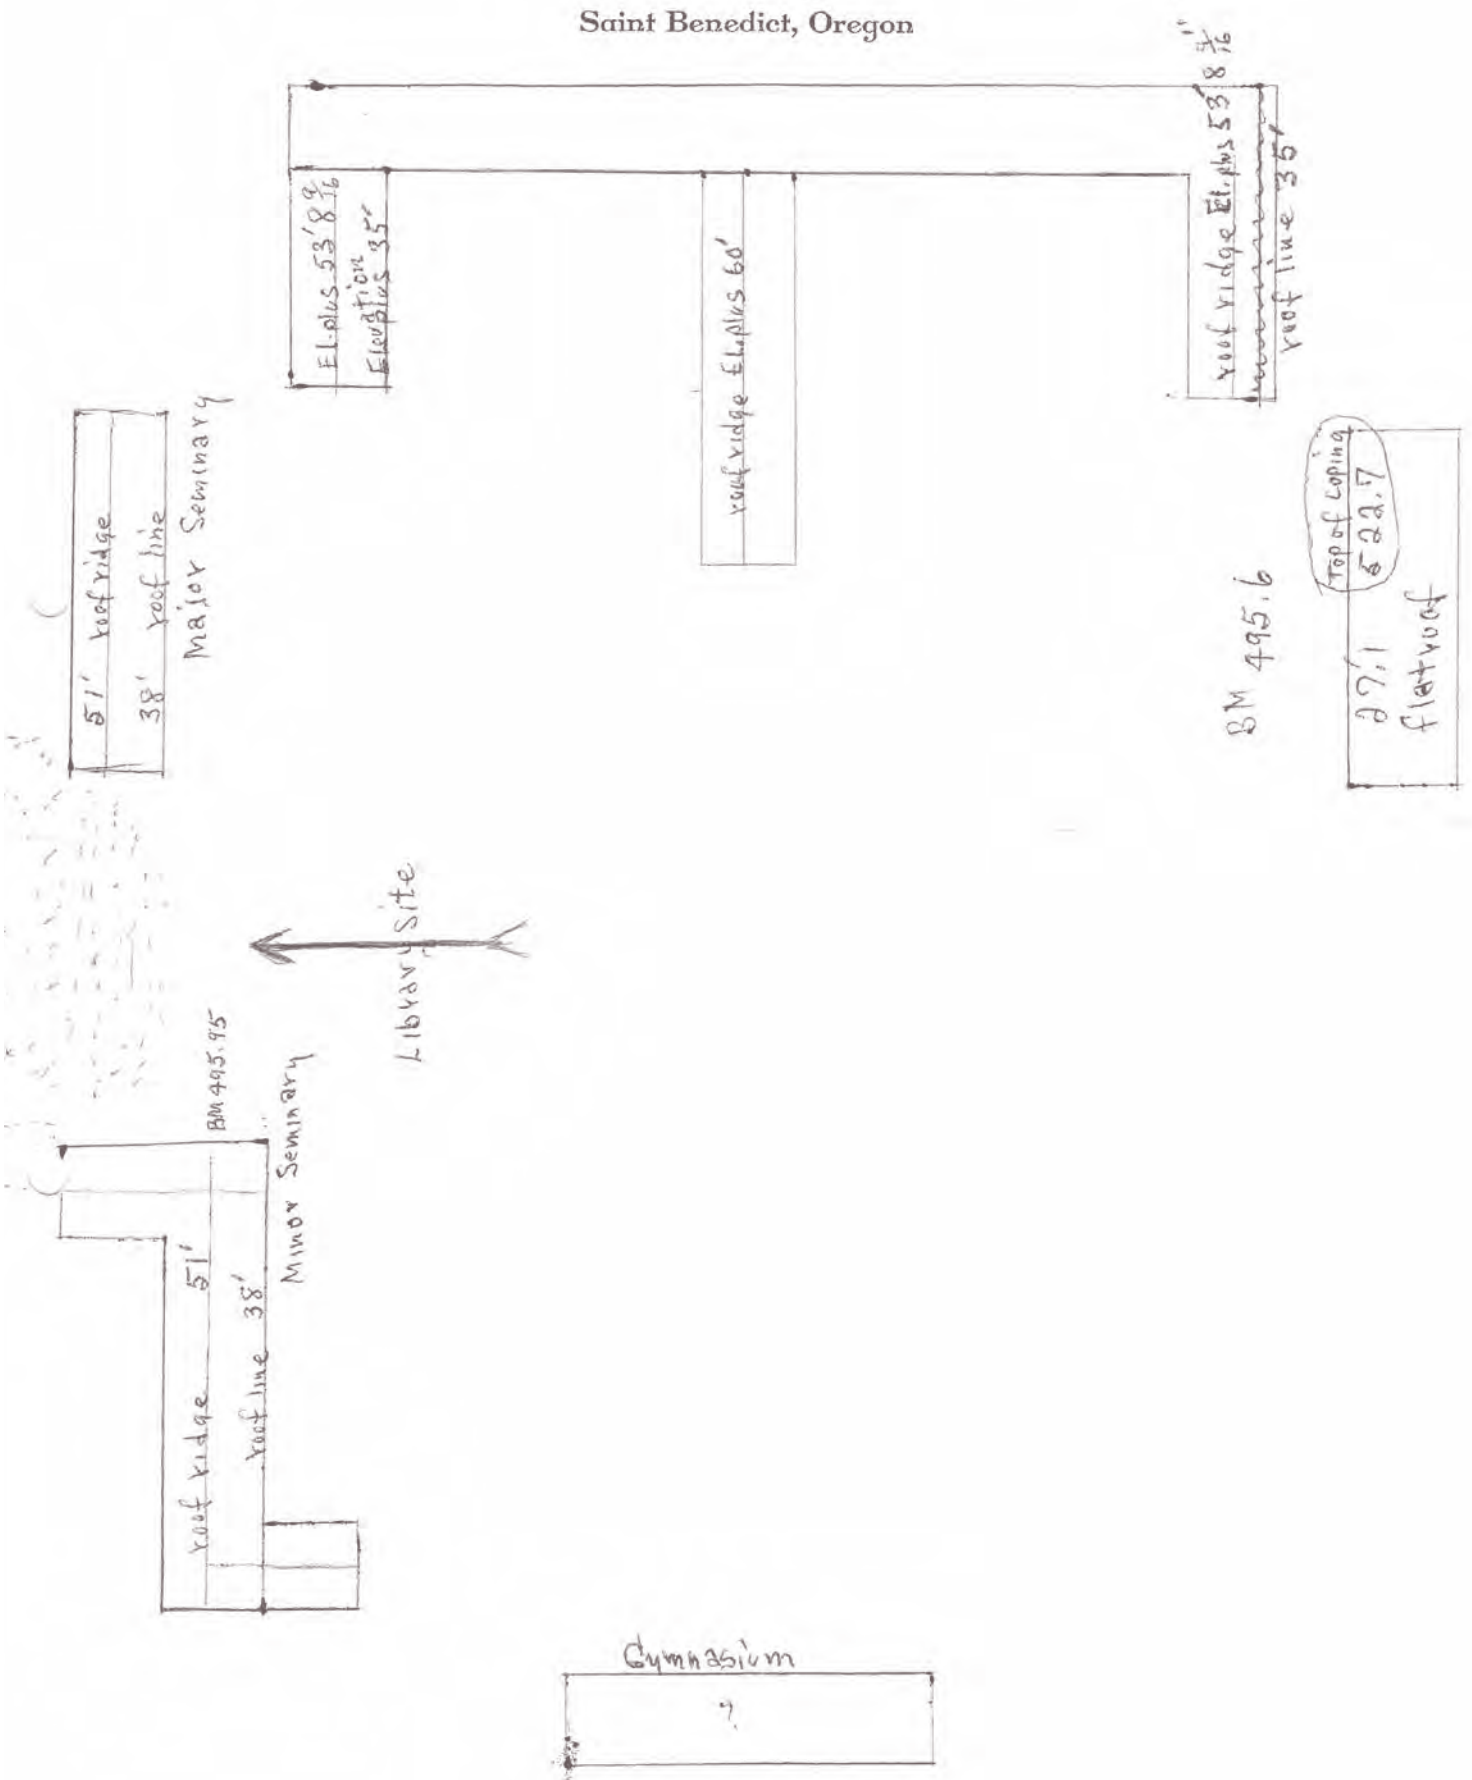 Saint Benedict, Oregon
El. plus 53' 8 9/16
Elevation
El. plus 35'
roof ridge El. plus 60'
roof ridge El. plus 53' 8 9/16"
roof line 35'
51' roof ridge
38' roof line
Major Seminary
Top of Coping
522.7
27.1
flat roof
BM 495.6
Library Site
BM 495.95
Minor Seminary
roof ridge 51'
roof line 38'
Gymnasium
?